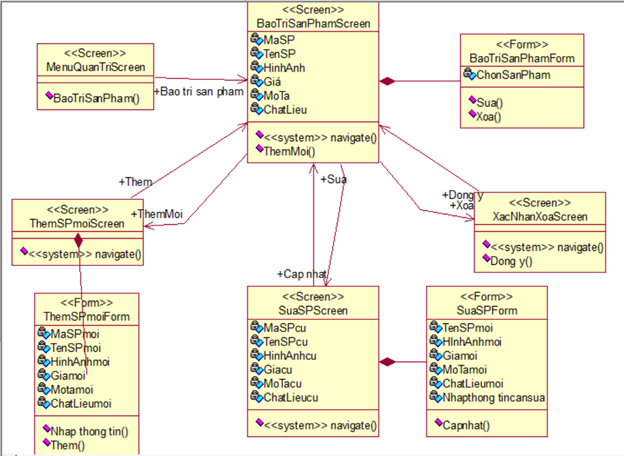 <<Screen>>
BaoTriSanPhamScreen
MaSP
TenSP
HinhAnh
Giá
MoTa
ChatLieu
<<system>> navigate()
ThemMoi()
<<Screen>>
MenuQuanTriScreen
BaoTriSanPham()
+Bao tri san pham
<<Form>>
BaoTriSanPhamForm
ChonSanPham
Sua()
Xoa()
+Them
+ThemMoi
+Sua
+Cap nhat
+Dong y
+Xoa
<<Screen>>
ThemSPmoiScreen
<<system>> navigate()
<<Screen>>
XacNhanXoaScreen
<<system>> navigate()
Dong y()
<<Form>>
ThemSPmoiForm
MaSPmoi
TenSPmoi
HinhAnhmoi
Giamoi
Motamoi
ChatLieumoi
Nhap thong tin()
Them()
<<Screen>>
SuaSPScreen
MaSPcu
TenSPcu
HinhAnhcu
Giacu
MoTacu
ChatLieucu
<<system>> navigate()
<<Form>>
SuaSPForm
TenSPmoi
HInhAnhmoi
Giamoi
MoTamoi
ChatLieumoi
Nhapthong tincansua
Capnhat()